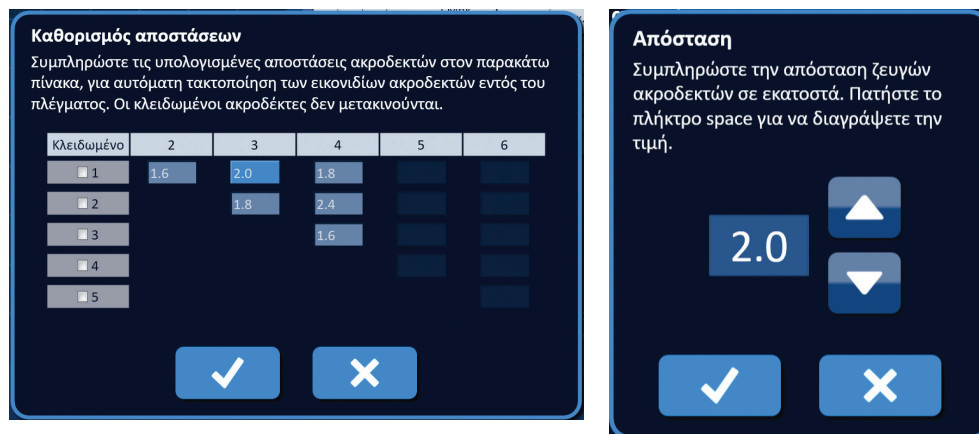 Καθορισμός αποστάσεων
Συμπληρώστε τις υπολογισμένες αποστάσεις ακροδεκτών στον παρακάτω
πίνακα, για αυτόματη τακτοποίηση των εικονιδίων ακροδεκτών εντός του
πλέγματος. Οι κλειδωμένοι ακροδέκτες δεν μετακινούνται.
Κλειδωμένο 2 3 4 5 6
1 1.6 2.0 1.8
2 1.8 2.4
3 1.6
4
5
Απόσταση
Συμπληρώστε την απόσταση ζευγών
ακροδεκτών σε εκατοστά. Πατήστε το
πλήκτρο space για να διαγράψετε την
τιμή.
2.0